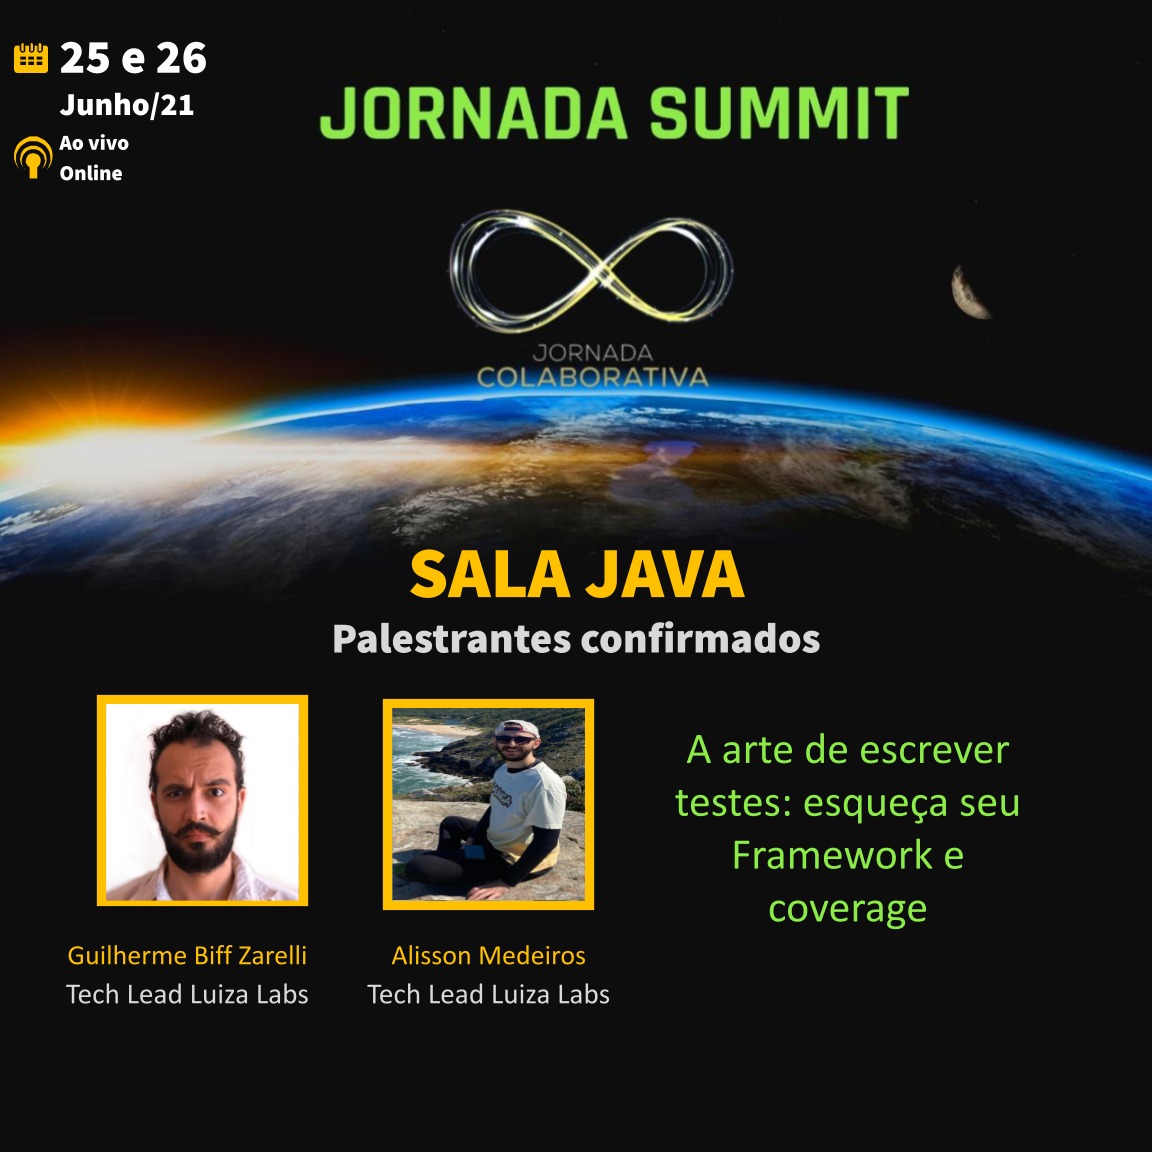 25 e 26
Junho/21
Ao vivo
Online
JORNADA SUMMIT
JORNADA
COLABORATIVA
SALA JAVA
Palestrantes confirmados
A arte de escrever
testes: esqueça seu
Framework e
coverage
Guilherme Biff Zarelli
Tech Lead Luiza Labs
Alisson Medeiros
Tech Lead Luiza Labs